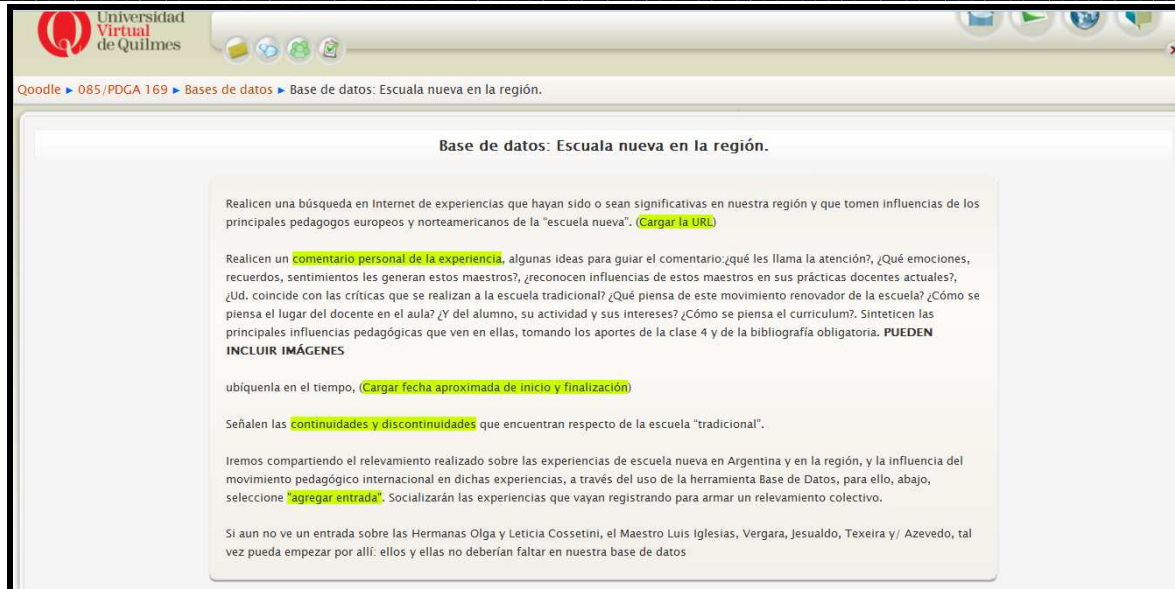 Universidad
Virtual
de Quilmes
Qoodle ► 085/PDGA 169 ► Bases de datos ► Base de datos: Escuala nueva en la región.
Base de datos: Escuala nueva en la región.
Realicen una búsqueda en Internet de experiencias que hayan sido o sean significativas en nuestra región y que tomen influencias de los
principales pedagogos europeos y norteamericanos de la “escuela nueva”. (Cargar la URL)
Realicen un comentario personal de la experiencia, algunas ideas para guiar el comentario:¿qué les llama la atención?, ¿Qué emociones,
recuerdos, sentimientos les generan estos maestros?, ¿reconocen influencias de estos maestros en sus prácticas docentes actuales?,
¿Ud. coincide con las críticas que se realizan a la escuela tradicional? ¿Qué piensa de este movimiento renovador de la escuela? ¿Cómo se
piensa el lugar del docente en el aula? ¿Y del alumno, su actividad y sus intereses? ¿Cómo se piensa el curriculum?. Sinteticen las
principales influencias pedagógicas que ven en ellas, tomando los aportes de la clase 4 y de la bibliografía obligatoria. PUEDEN
INCLUIR IMÁGENES
ubíquenla en el tiempo, (Cargar fecha aproximada de inicio y finalización)
Señalen las continuidades y discontinuidades que encuentran respecto de la escuela “tradicional”.
Iremos compartiendo el relevamiento realizado sobre las experiencias de escuela nueva en Argentina y en la región, y la influencia del
movimiento pedagógico internacional en dichas experiencias, a través del uso de la herramienta Base de Datos, para ello, abajo,
seleccione "agregar entrada". Socializarán las experiencias que vayan registrando para armar un relevamiento colectivo.
Si aun no ve un entrada sobre las Hermanas Olga y Leticia Cossetini, el Maestro Luis Iglesias, Vergara, Jesualdo, Texeira y/ Azevedo, tal
vez pueda empezar por allí: ellos y ellas no deberían faltar en nuestra base de datos